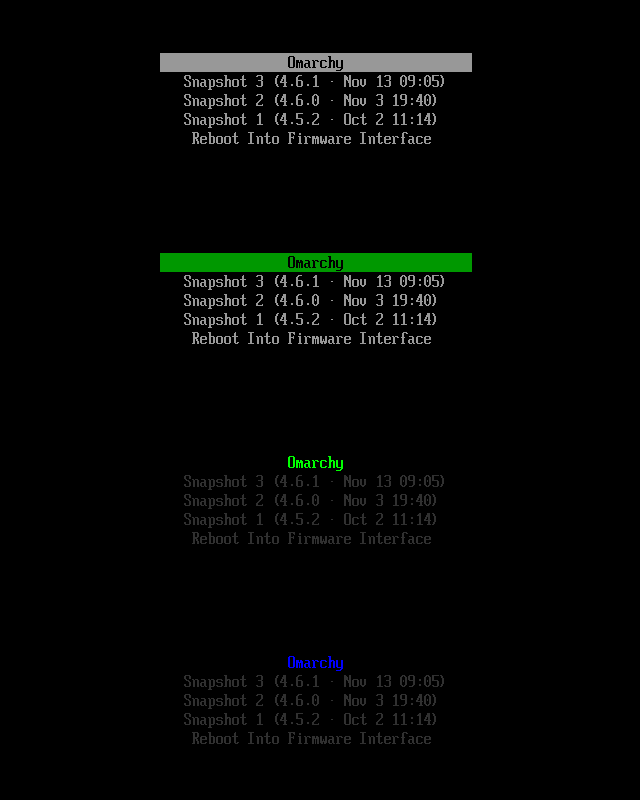 Omarchy
Snapshot 3 (4.6.1 · Nov 13 09:05)
Snapshot 2 (4.6.0 · Nov 3 19:40)
Snapshot 1 (4.5.2 · Oct 2 11:14)
Reboot Into Firmware Interface
Omarchy
Snapshot 3 (4.6.1 · Nov 13 09:05)
Snapshot 2 (4.6.0 · Nov 3 19:40)
Snapshot 1 (4.5.2 · Oct 2 11:14)
Reboot Into Firmware Interface
Omarchy
Snapshot 3 (4.6.1 · Nov 13 09:05)
Snapshot 2 (4.6.0 · Nov 3 19:40)
Snapshot 1 (4.5.2 · Oct 2 11:14)
Reboot Into Firmware Interface
Omarchy
Snapshot 3 (4.6.1 · Nov 13 09:05)
Snapshot 2 (4.6.0 · Nov 3 19:40)
Snapshot 1 (4.5.2 · Oct 2 11:14)
Reboot Into Firmware Interface